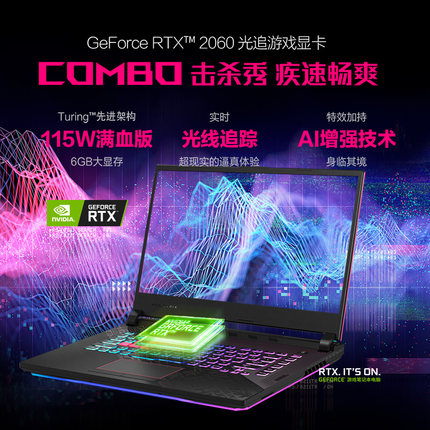 GeForce RTX™ 2060 光追游戏显卡
COMBO 击杀秀 疾速畅爽
Turing™先进架构
实时
特效加持
115W满血版
光线追踪
AI增强技术
6GB大显存
超现实的逼真体验
身临其境
NVIDIA
GEFORCE
RTX
GEFORCE
RTX
RTX. IT'S ON.
GEFORCE 游戏笔记本电脑